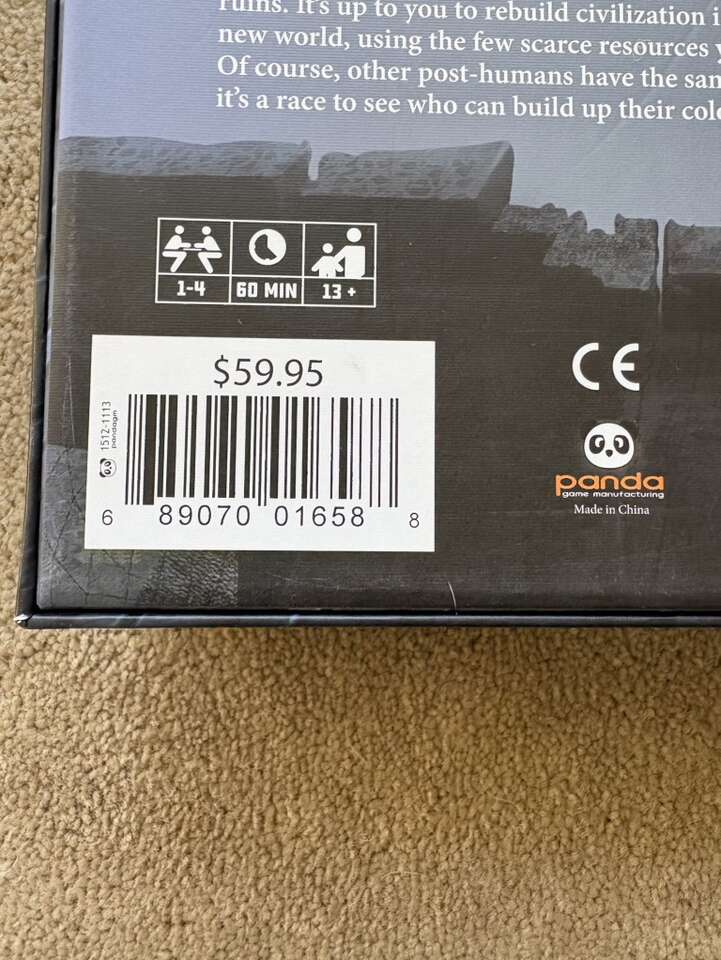 ruins. It's up to you to rebuild civilization i
new world, using the few scarce resources
Of course, other post-humans have the san
it's a race to see who can build up their col
1-4
60 MIN
13 +
$59.95
1512-1113
pandagm
6 89070 01658 8
CE
panda
game manufacturing
Made in China